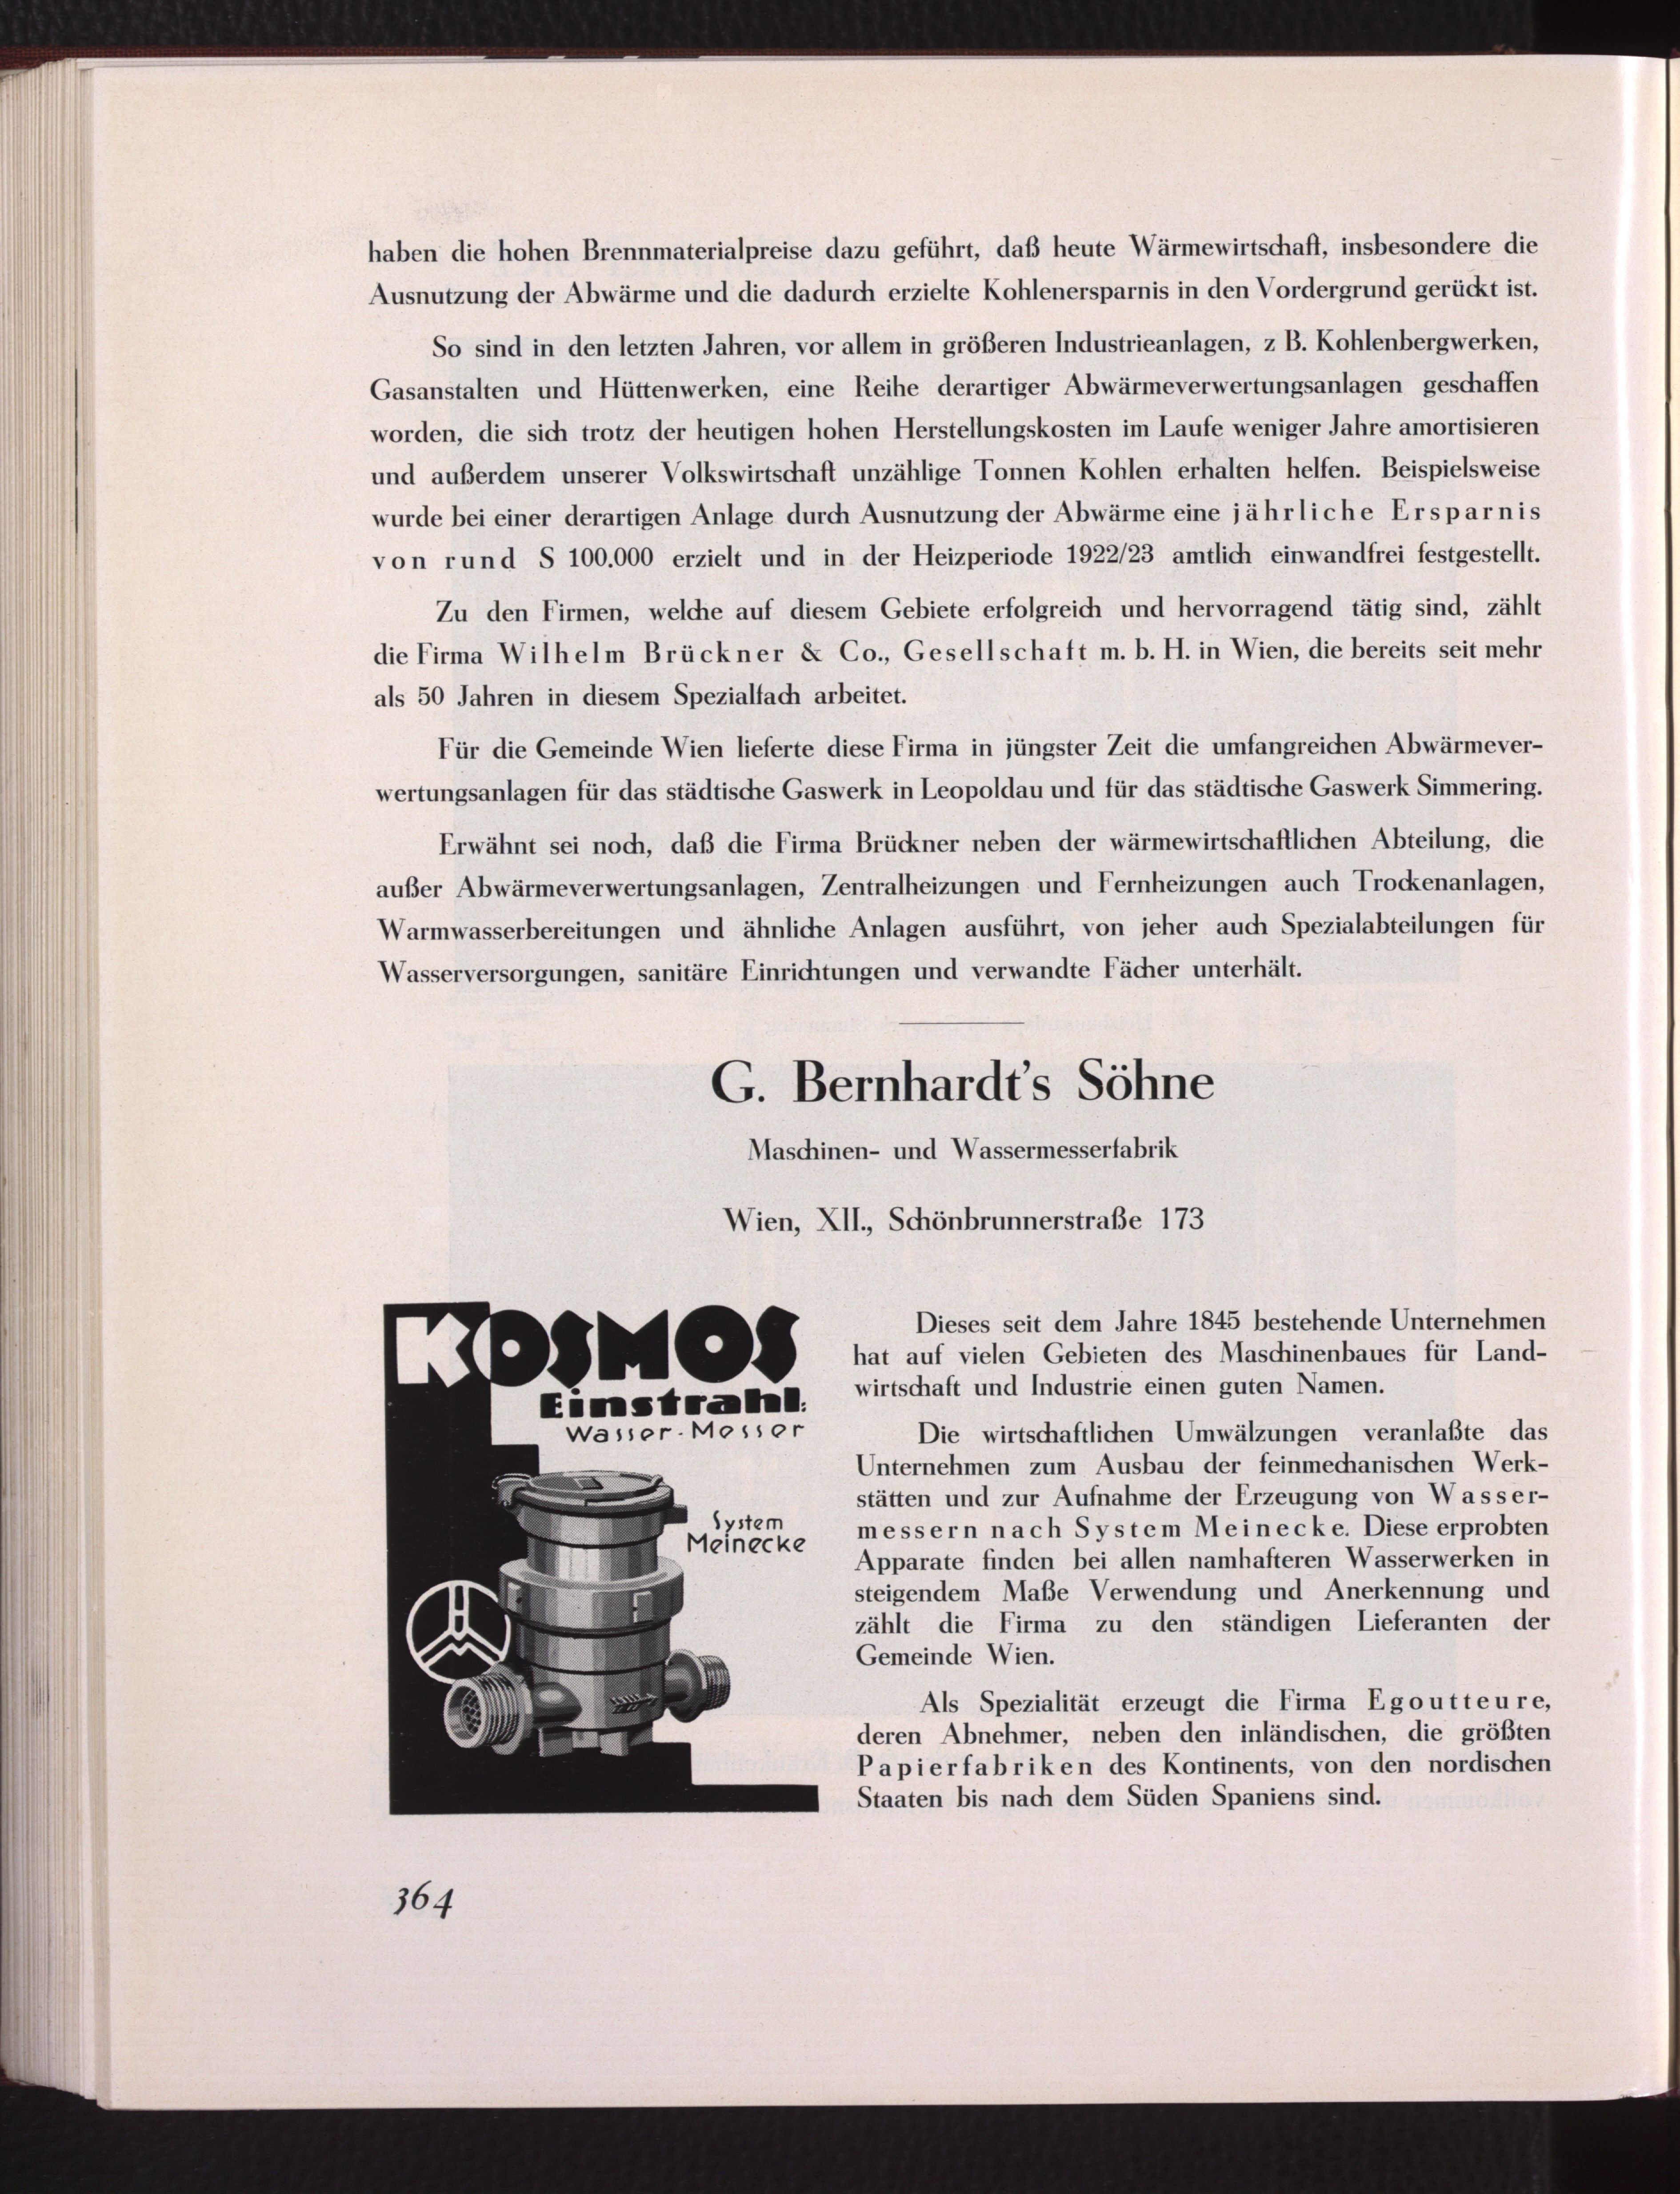 haben die hohen Brennmaterialpreise dazu geführt, daß heute Wärmewirtschaft, insbesondere die
Ausnutzung der Abwärme und die dadurch erzielte Kohlenersparnis in den Vordergrund gerückt ist.
So sind in den letzten Jahren, vor allem in größeren Industrieanlagen, z B. Kohlenbergwerken,
Gasanstalten und Hüttenwerken, eine Reihe derartiger Abwärmeverwertungsanlagen geschaffen
worden, die sich trotz der heutigen hohen Herstellungskosten im Laufe weniger Jahre amortisieren
und außerdem unserer Volkswirtschaft unzählige Tonnen Kohlen erhalten helfen. Beispielsweise
wurde bei einer derartigen Anlage durch Ausnutzung der Abwärme eine jährliche Ersparnis
von rund S 100.000 erzielt und in der Heizperiode 1922/23 amtlich einwandfrei festgestellt.
Zu den Firmen, welche auf diesem Gebiete erfolgreich und hervorragend tätig sind, zählt
die Firma Wilhelm Brückner & Co., Gesellschaft m. b. H. in Wien, die bereits seit mehr
als 50 Jahren in diesem Spezialfach arbeitet.
Für die Gemeinde Wien lieferte diese Firma in jüngster Zeit die umfangreichen Abwärmever-
wertungsanlagen für das städtische Gaswerk in Leopoldau und für das städtische Gaswerk Simmering.
Erwähnt sei noch, daß die Firma Brückner neben der wärmewirtschaftlichen Abteilung, die
außer Abwärmeverwertungsanlagen, Zentralheizungen und Fernheizungen auch Trockenanlagen,
Warmwasserbereitungen und ähnliche Anlagen ausführt, von jeher auch Spezialabteilungen für
Wasserversorgungen, sanitäre Einrichtungen und verwandte Fächer unterhält.
G. Bernhardt's Söhne
Maschinen- und Wassermesserfabrik
Wien, XII., Schönbrunnerstraße 173
KOSMOS
Einstrahl-
Wasser-Messer
System
Meinecke
Dieses seit dem Jahre 1845 bestehende Unternehmen
hat auf vielen Gebieten des Maschinenbaues für Land-
wirtschaft und Industrie einen guten Namen.
Die wirtschaftlichen Umwälzungen veranlaßte das
Unternehmen zum Ausbau der feinmechanischen Werk-
stätten und zur Aufnahme der Erzeugung von Wasser-
messern nach System Meinecke. Diese erprobten
Apparate finden bei allen namhafteren Wasserwerken in
steigendem Maße Verwendung und Anerkennung und
zählt die Firma zu den ständigen Lieferanten der
Gemeinde Wien.
Als Spezialität erzeugt die Firma Egoutteure,
deren Abnehmer, neben den inländischen, die größten
Papierfabriken des Kontinents, von den nordischen
Staaten bis nach dem Süden Spaniens sind.
364